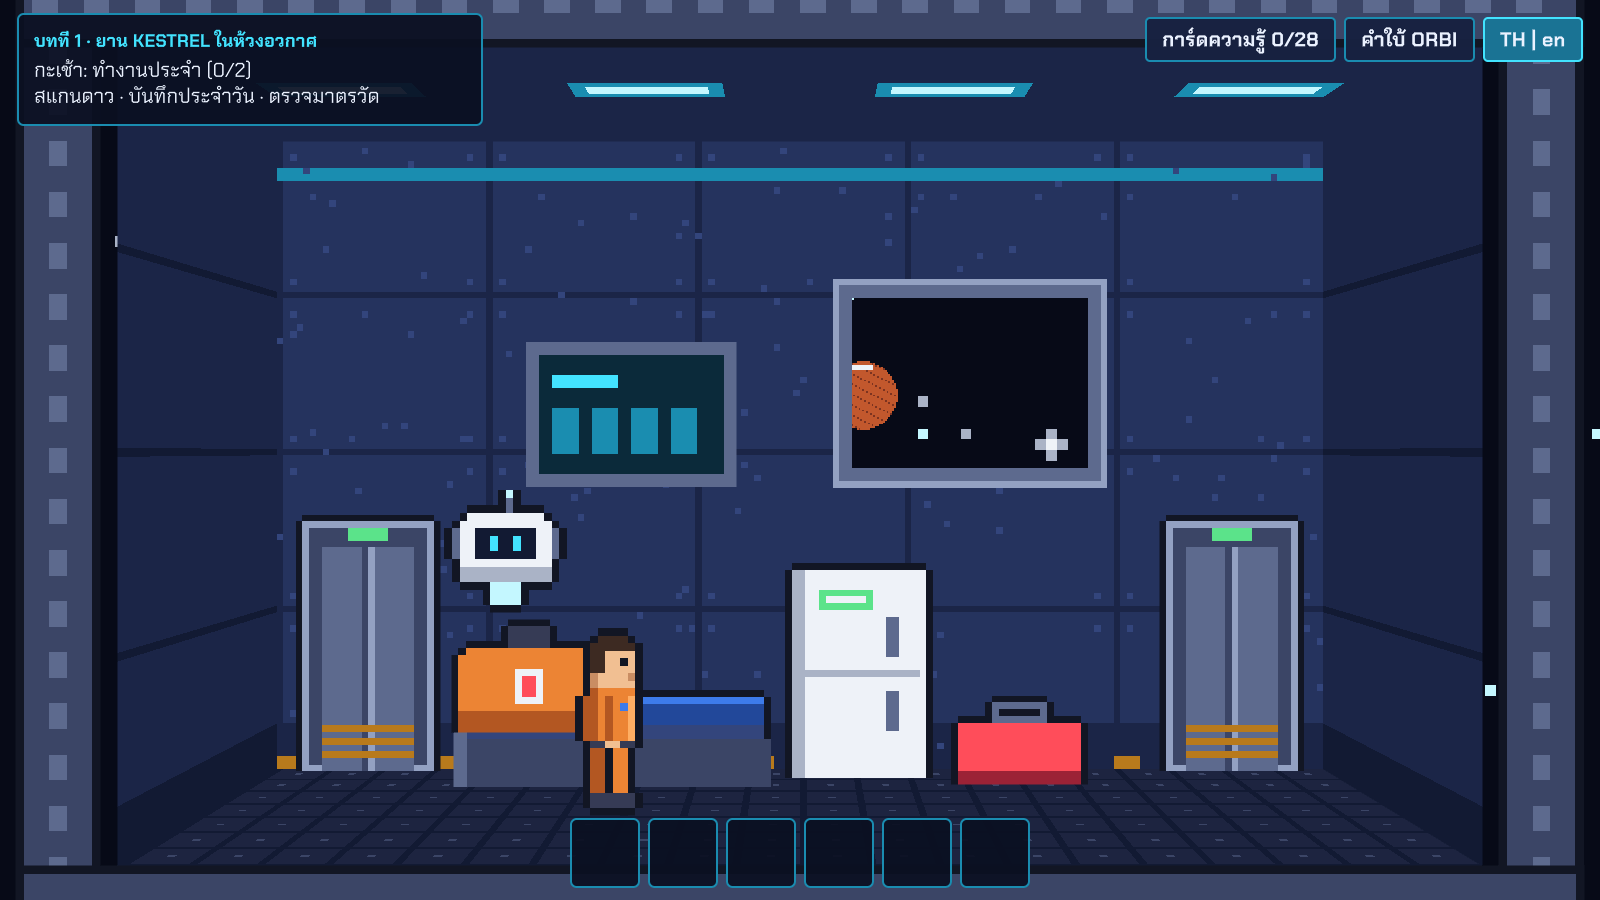 บทที่ 1 · ยาน KESTREL ในห้วงอวกาศ
กะเช้า: ทำงานประจำ (0/2)
สแกนดาว · บันทึกประจำวัน · ตรวจมาตรวัด
การ์ดความรู้ 0/28
คำใบ้ ORBI
TH | en